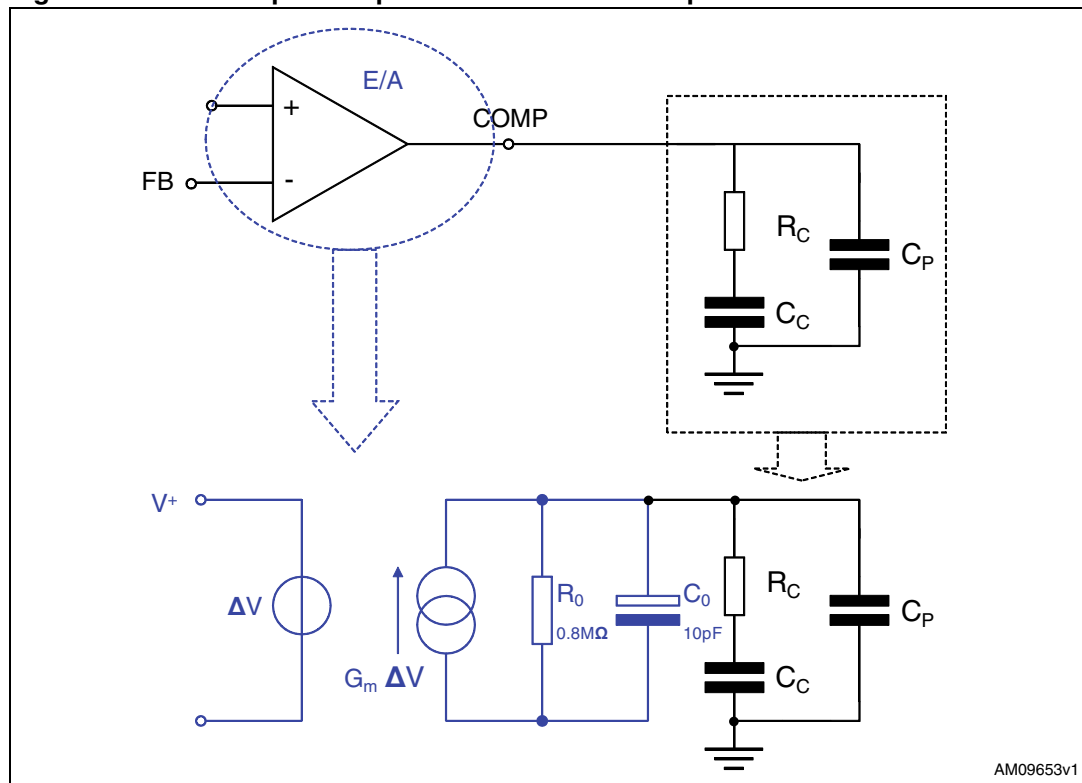 E/A
+
COMP
FB
-
R_C
C_P
C_C
V+
ΔV
G_m ΔV
R_0
0.8MΩ
C_0
10pF
R_C
C_P
C_C
AM09653v1